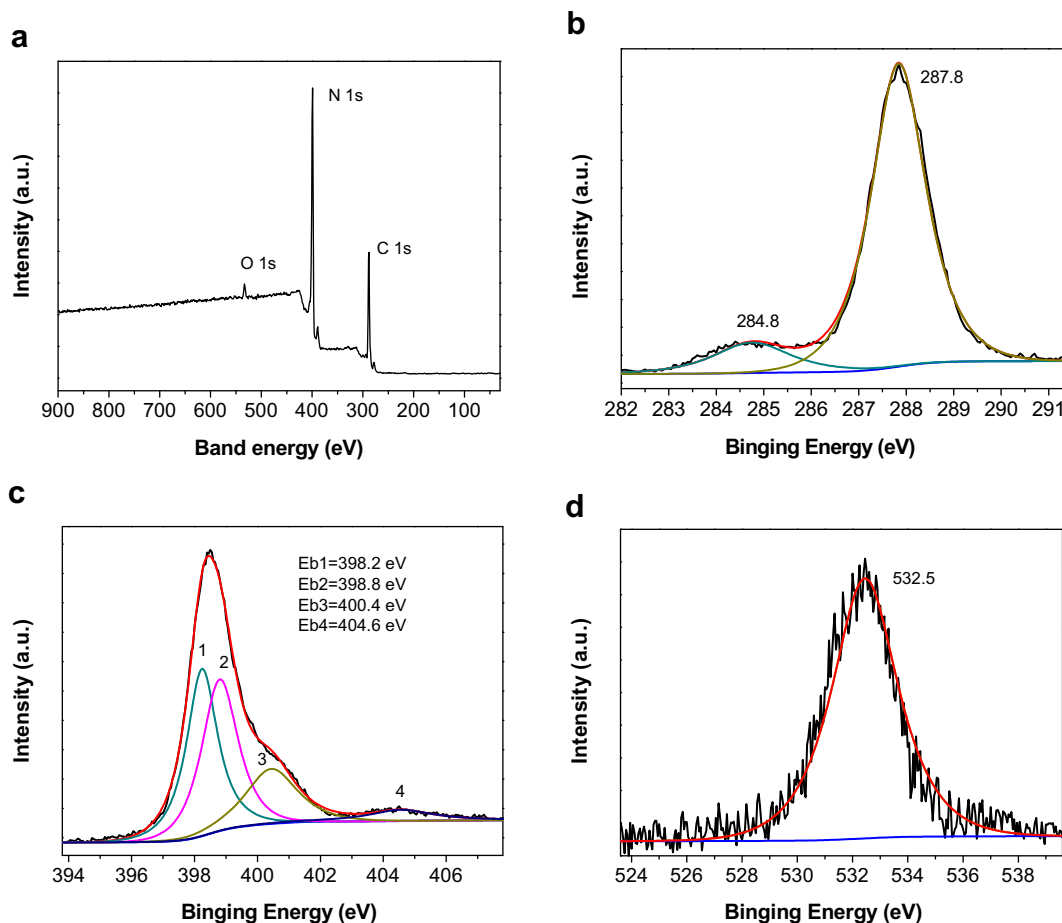 a
N 1s
O 1s
C 1s
Intensity (a.u.)
900 800 700 600 500 400 300 200 100
Band energy (eV)
b
287.8
284.8
Intensity (a.u.)
282 283 284 285 286 287 288 289 290 291
Binging Energy (eV)
c
Eb1=398.2 eV
Eb2=398.8 eV
Eb3=400.4 eV
Eb4=404.6 eV
1
2
3
4
Intensity (a.u.)
394 396 398 400 402 404 406
Binging Energy (eV)
d
532.5
Intensity (a.u.)
524 526 528 530 532 534 536 538
Binging Energy (eV)